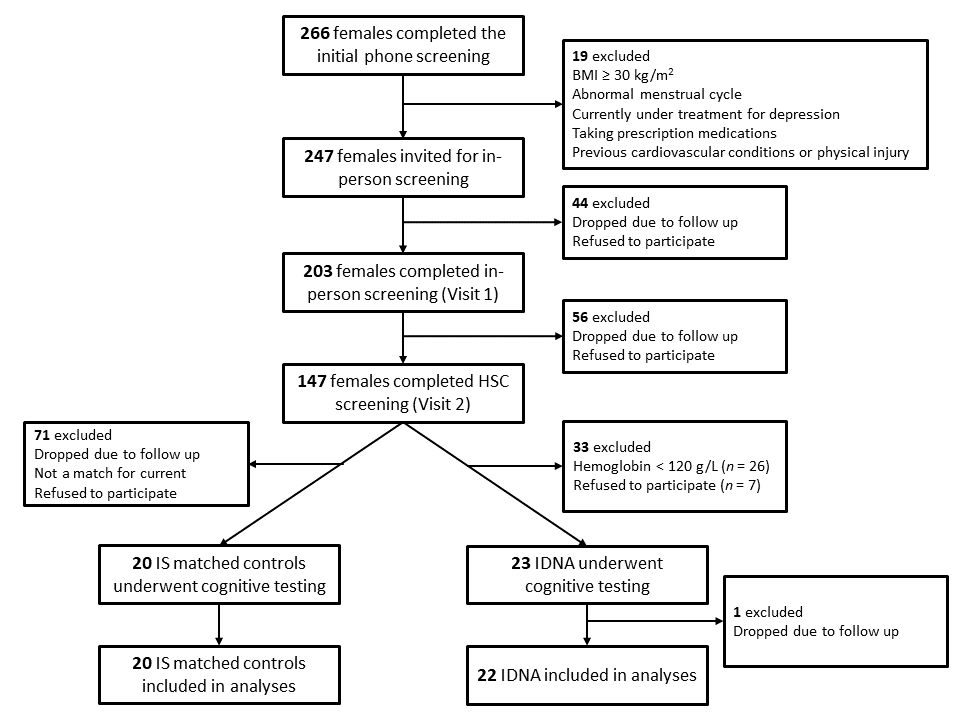 266 females completed the
initial phone screening
19 excluded
BMI ≥ 30 kg/m²
Abnormal menstrual cycle
Currently under treatment for depression
Taking prescription medications
Previous cardiovascular conditions or physical injury
247 females invited for in-
person screening
44 excluded
Dropped due to follow up
Refused to participate
203 females completed in-
person screening (Visit 1)
56 excluded
Dropped due to follow up
Refused to participate
147 females completed HSC
screening (Visit 2)
71 excluded
Dropped due to follow up
Not a match for current
Refused to participate
33 excluded
Hemoglobin < 120 g/L (n = 26)
Refused to participate (n = 7)
20 IS matched controls
underwent cognitive testing
23 IDNA underwent
cognitive testing
1 excluded
Dropped due to follow up
20 IS matched controls
included in analyses
22 IDNA included in analyses